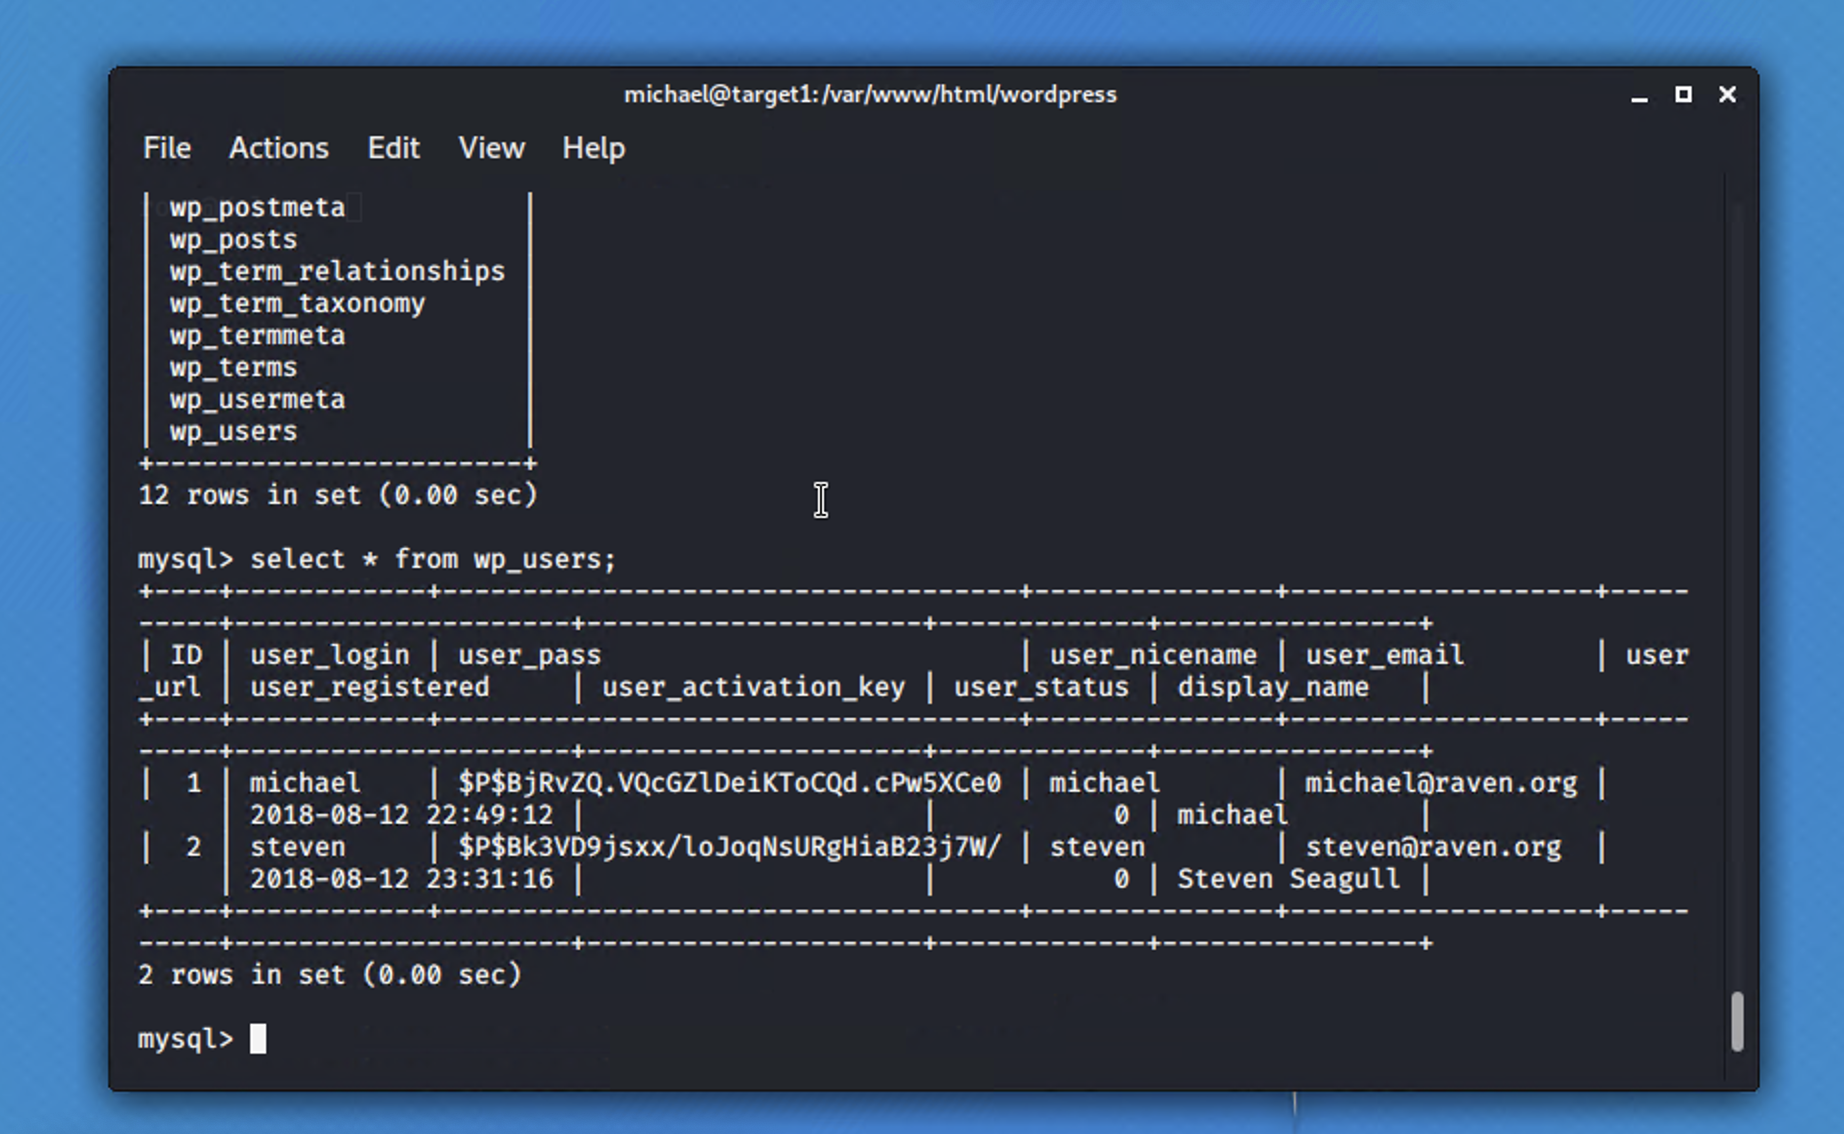 michael@target1:/var/www/html/wordpress
File Actions Edit View Help
| wp_postmeta           |
| wp_posts              |
| wp_term_relationships |
| wp_term_taxonomy      |
| wp_termmeta           |
| wp_terms              |
| wp_usermeta           |
| wp_users              |
+-----------------------+
12 rows in set (0.00 sec)
mysql> select * from wp_users;
+----+------------+------------------------------------+---------------+-------------------+-----
-----+---------------------+---------------------+-------------+----------------+
| ID | user_login | user_pass                          | user_nicename | user_email        | user
_url | user_registered     | user_activation_key | user_status | display_name   |
+----+------------+------------------------------------+---------------+-------------------+-----
-----+---------------------+---------------------+-------------+----------------+
|  1 | michael    | $P$BjRvZQ.VQcGZlDeiKToCQd.cPw5XCe0 | michael       | michael@raven.org |
     | 2018-08-12 22:49:12 |                     |           0 | michael        |
|  2 | steven     | $P$Bk3VD9jsxx/loJoqNsURgHiaB23j7W/ | steven        | steven@raven.org  |
     | 2018-08-12 23:31:16 |                     |           0 | Steven Seagull |
+----+------------+------------------------------------+---------------+-------------------+-----
-----+---------------------+---------------------+-------------+----------------+
2 rows in set (0.00 sec)
mysql>